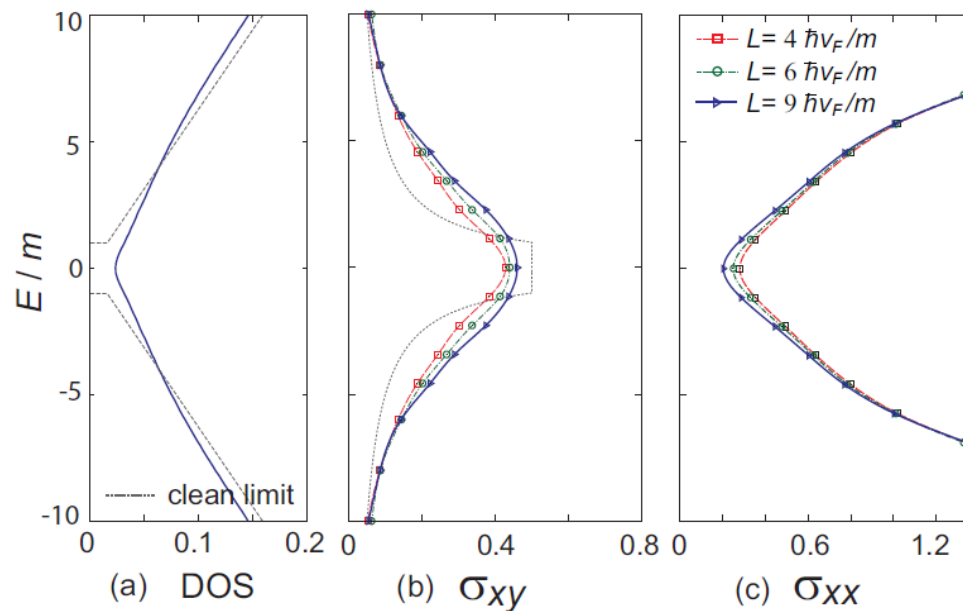 E / m
10
5
0
-5
-10
clean limit
0
0.1
0.2
(a) DOS
0
0.4
0.8
(b) σxy
L= 4 ℏvF/m
L= 6 ℏvF/m
L= 9 ℏvF/m
0
0.6
1.2
(c) σxx